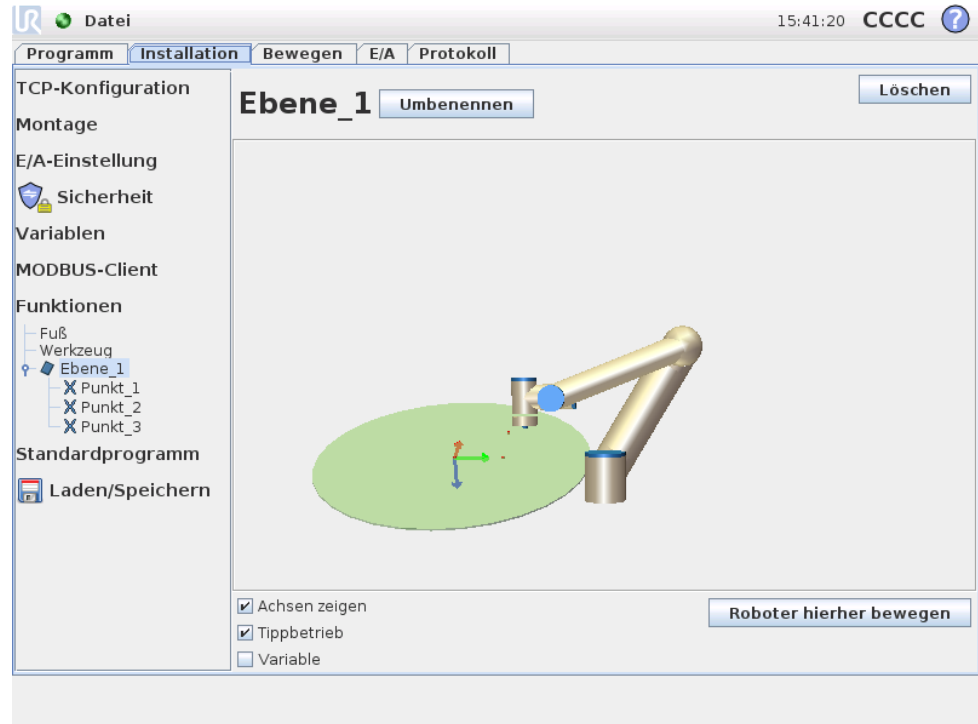 UR Datei 15:41:20 CCCC ?
Programm Installation Bewegen E/A Protokoll
TCP-Konfiguration
Montage
E/A-Einstellung
Sicherheit
Variablen
MODBUS-Client
Funktionen
Fuß
Werkzeug
Ebene_1
Punkt_1
Punkt_2
Punkt_3
Standardprogramm
Laden/Speichern
Ebene_1 Umbenennen Löschen
Achsen zeigen
Tippbetrieb
Variable
Roboter hierher bewegen